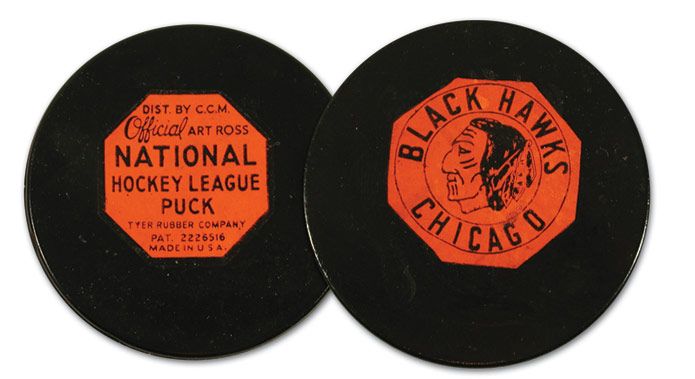 DIST. BY C.C.M.
Official ART ROSS
NATIONAL
HOCKEY LEAGUE
PUCK
TYER RUBBER COMPANY
PAT. 2226516
MADE IN U.S.A.
BLACK HAWKS
CHICAGO